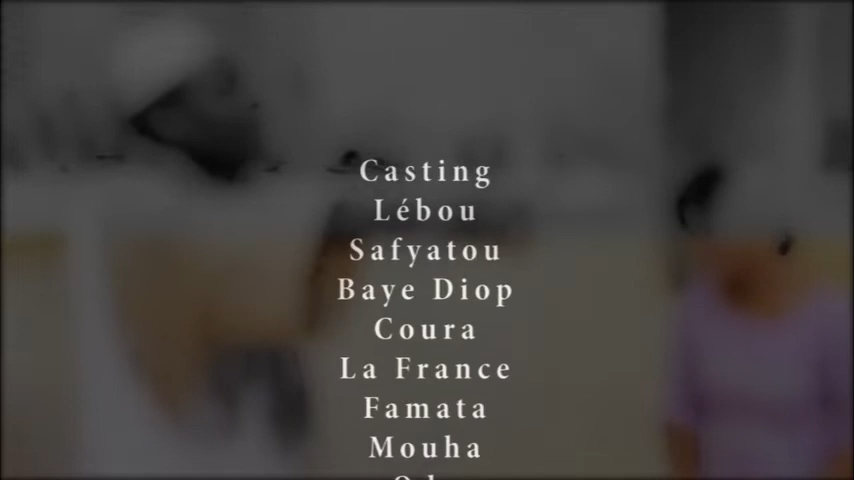 Casting
Lébou
Safyatou
Baye Diop
Coura
La France
Famata
Mouha